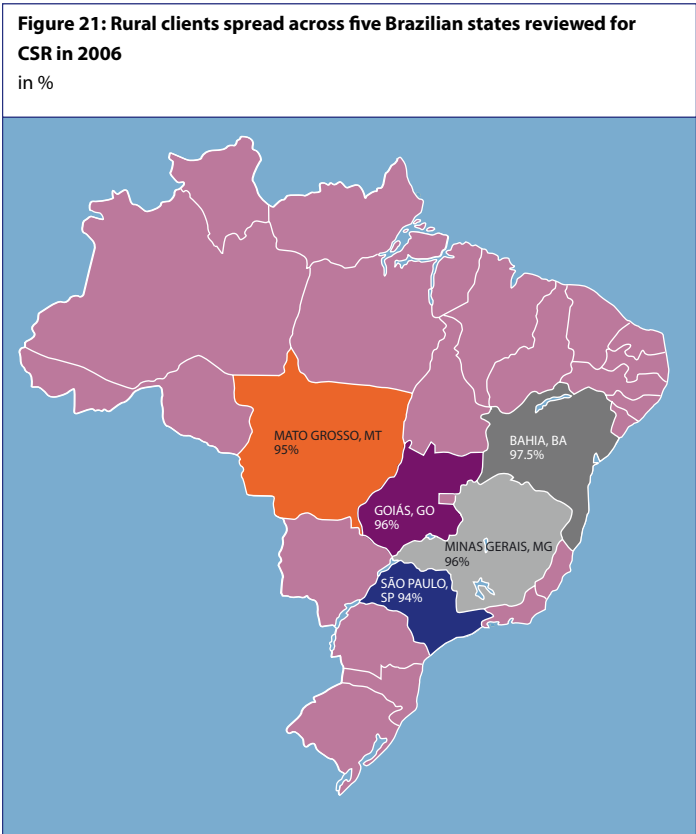 Figure 21: Rural clients spread across five Brazilian states reviewed for
CSR in 2006
in %
MATO GROSSO, MT
95%
BAHIA, BA
97.5%
GOIÁS, GO
96%
MINAS GERAIS, MG
96%
SÃO PAULO,
SP 94%